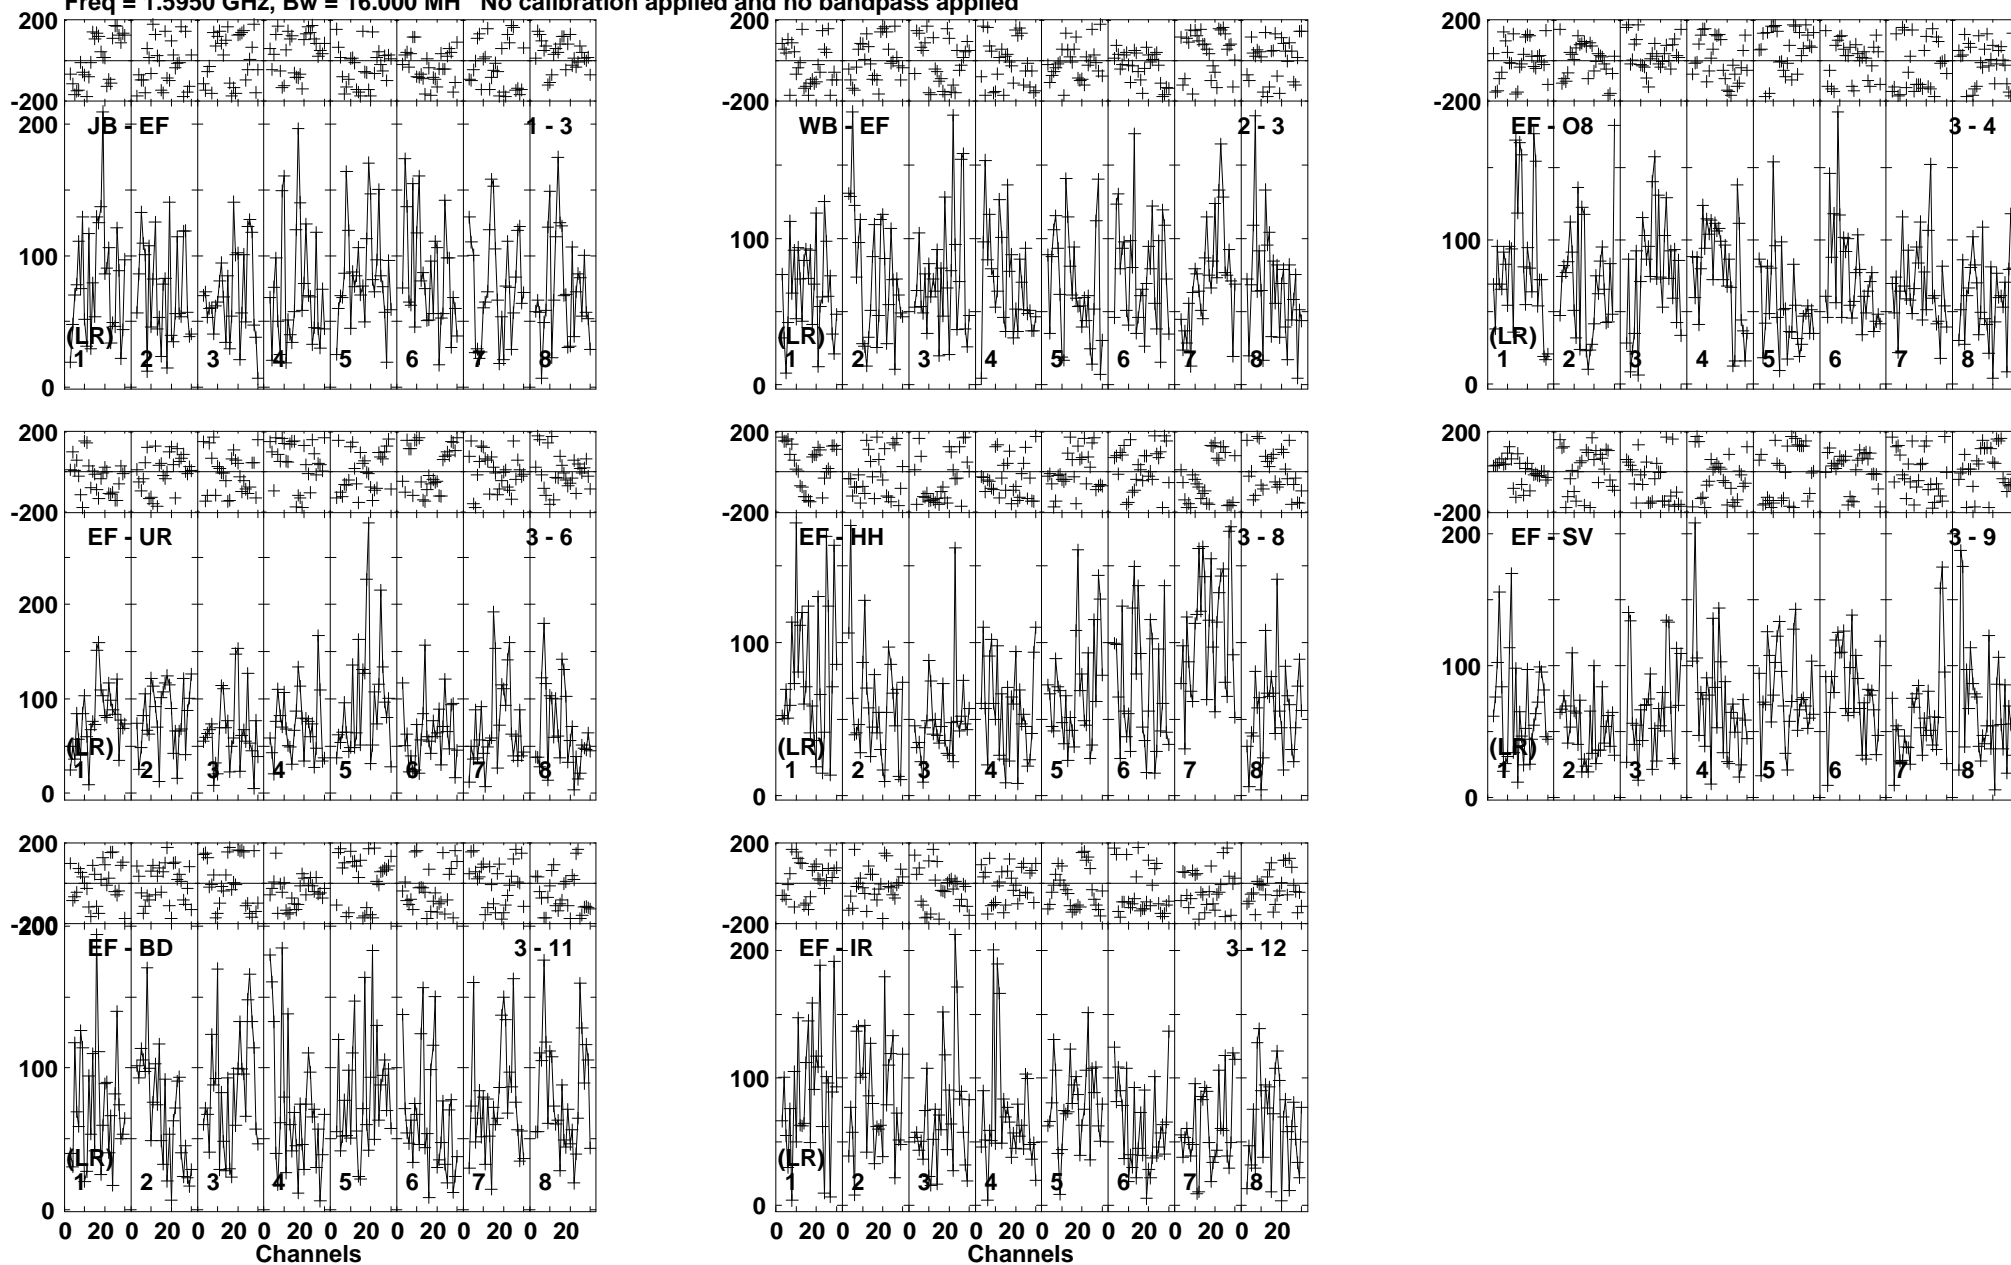 Freq = 1.5950 GHz, Bw = 16.000 MH No calibration applied and no bandpass applied
200 200 200
-200 -200 -200
200
JB - EF 1 - 3 WB - EF 2 - 3 EF - O8 3 - 4
100 100 100
(LR) (LR) (LR)
1 2 3 4 5 6 7 8 1 2 3 4 5 6 7 8 1 2 3 4 5 6 7 8
0 0 0
200 200 200
-200 -200 -200
EF - UR 3 - 6 EF - HH 3 - 8 EF - SV 3 - 9
200
200
100 100 100
(LR) (LR) (LR)
1 2 3 4 5 6 7 8 1 2 3 4 5 6 7 8 1 2 3 4 5 6 7 8
0 0 0
200 200
-200 -200
200
EF - BD 3 - 11 EF - IR 3 - 12
200
100 100
(LR) (LR)
1 2 3 4 5 6 7 8 1 2 3 4 5 6 7 8
0 0
0 20 0 20 0 20 0 20 0 20 0 20 0 20 0 20 0 20 0 20 0 20 0 20 0 20 0 20 0 20 0 20
Channels Channels